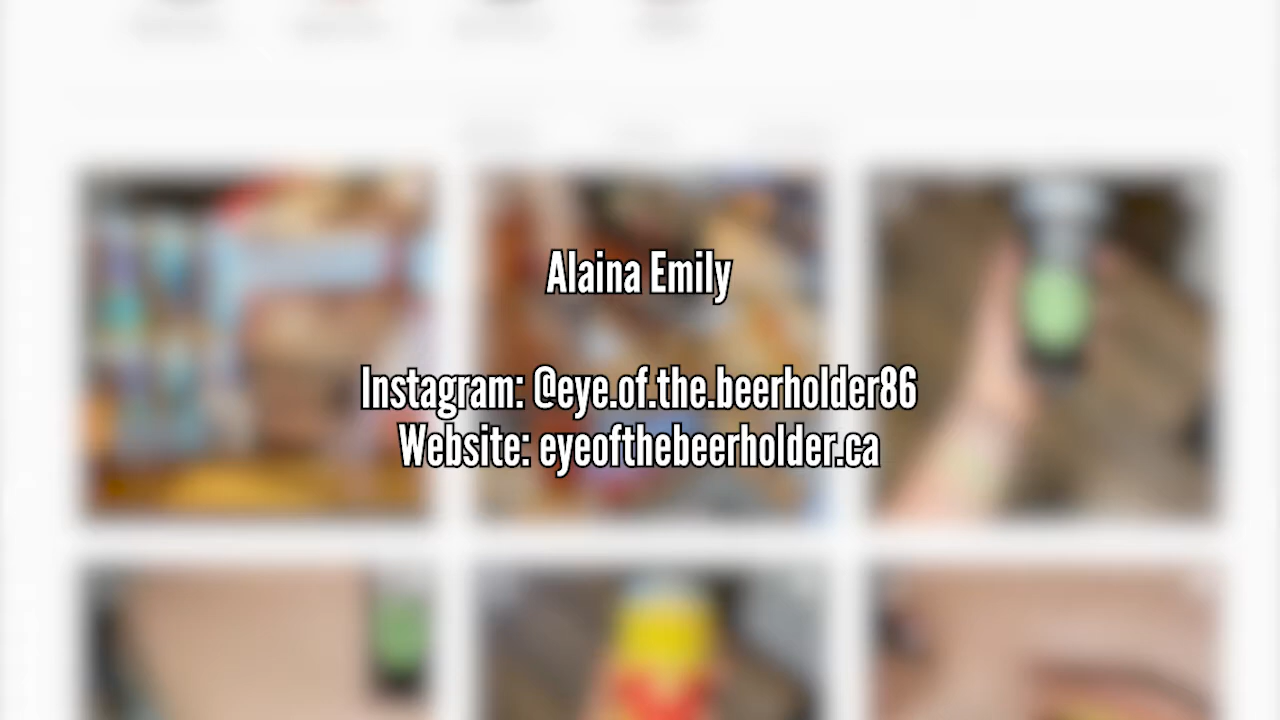 Alaina Emily
Instagram: @eye.of.the.beerholder86
Website: eyeofthebeerholder.ca